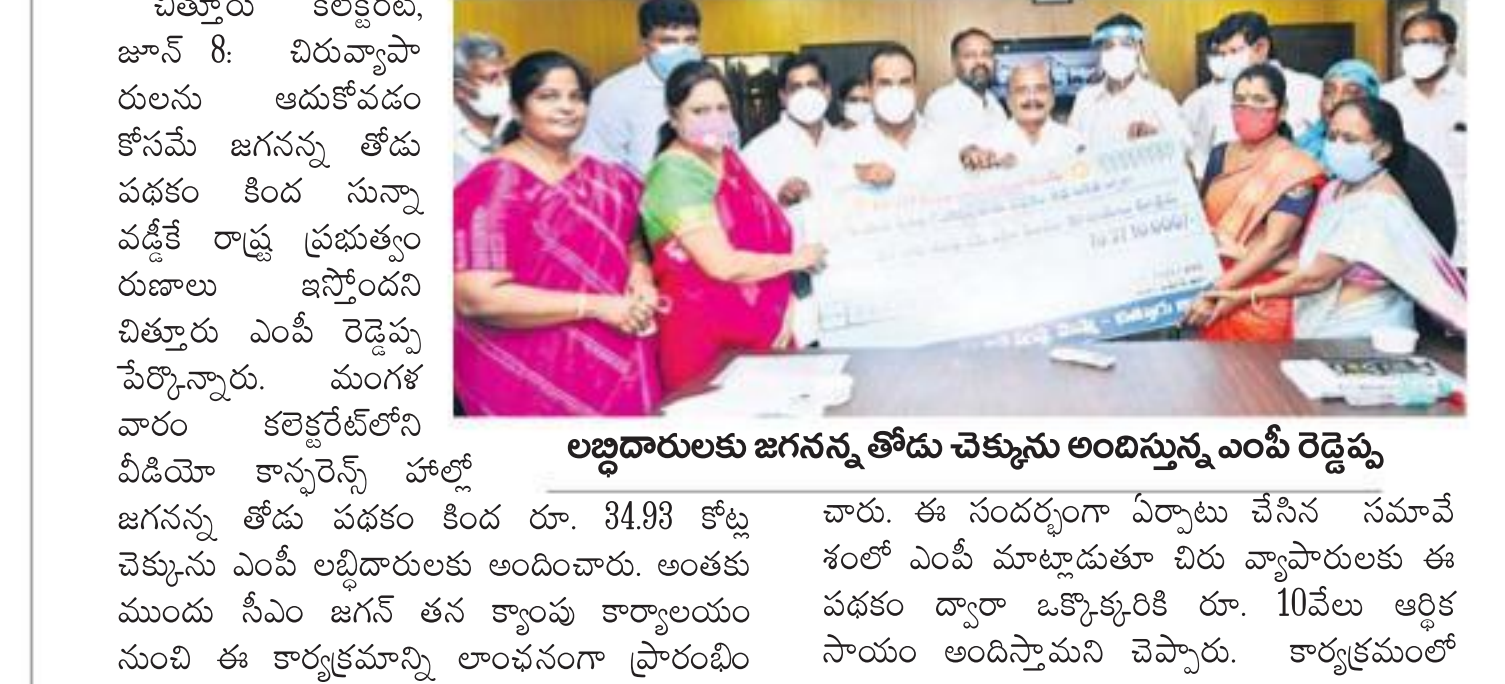 చిత్తూరు కలెక్టరేట్,
జూన్ 8: చిరువ్యాపా
రులను ఆదుకోవడం
కోసమే జగనన్న తోడు
పథకం కింద సున్నా
వడ్డీకే రాష్ట్ర ప్రభుత్వం
రుణాలు ఇస్తోందని
చిత్తూరు ఎంపీ రెడ్డెప్ప
పేర్కొన్నారు. మంగళ
వారం కలెక్టరేట్‌లోని
వీడియో కాన్ఫరెన్స్ హాల్లో
జగనన్న తోడు పథకం కింద రూ. 34.93 కోట్ల
చెక్కును ఎంపీ లబ్ధిదారులకు అందించారు. అంతకు
ముందు సీఎం జగన్ తన క్యాంపు కార్యాలయం
నుంచి ఈ కార్యక్రమాన్ని లాంఛనంగా ప్రారంభిం
లబ్ధిదారులకు జగనన్న తోడు చెక్కును అందిస్తున్న ఎంపీ రెడ్డెప్ప
చారు. ఈ సందర్భంగా ఏర్పాటు చేసిన సమావే
శంలో ఎంపీ మాట్లాడుతూ చిరు వ్యాపారులకు ఈ
పథకం ద్వారా ఒక్కొక్కరికి రూ. 10వేలు ఆర్థిక
సాయం అందిస్తామని చెప్పారు. కార్యక్రమంలో